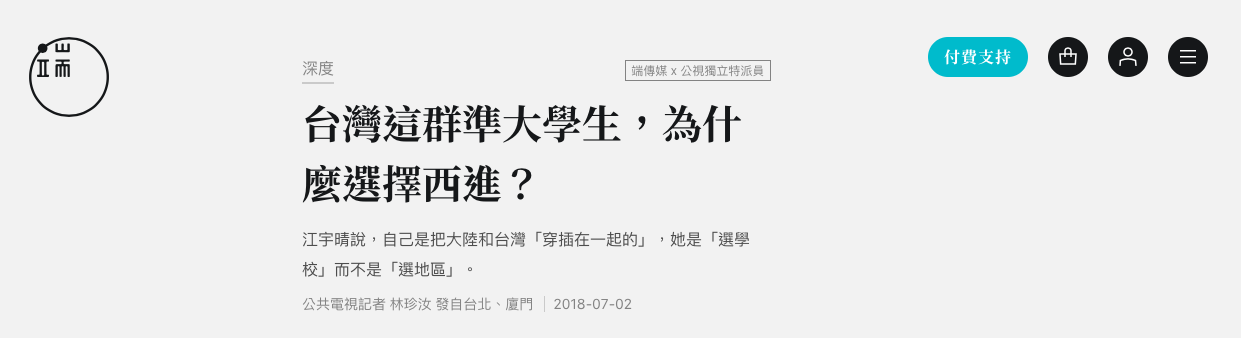 端
付費支持
深度
端傳媒 x 公視獨立特派員
台灣這群準大學生，為什
麼選擇西進？
江宇晴說，自己是把大陸和台灣「穿插在一起的」，她是「選學
校」而不是「選地區」。
公共電視記者 林珍汝 發自台北、廈門
2018-07-02